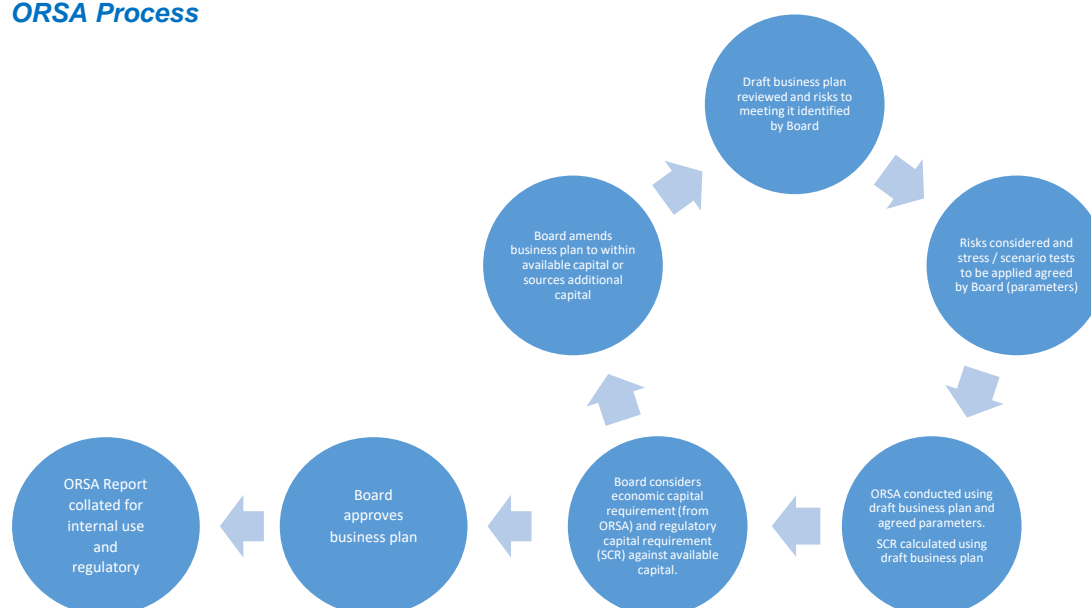 ORSA Process
Draft business plan
reviewed and risks to
meeting it identified
by Board
Risks considered and
stress / scenario tests
to be applied agreed
by Board (parameters)
ORSA conducted using
draft business plan and
agreed parameters.
SCR calculated using
draft business plan
Board considers
economic capital
requirement (from
ORSA) and regulatory
capital requirement
(SCR) against available
capital.
Board amends
business plan to within
available capital or
sources additional
capital
Board
approves
business plan
ORSA Report
collated for
internal use
and
regulatory